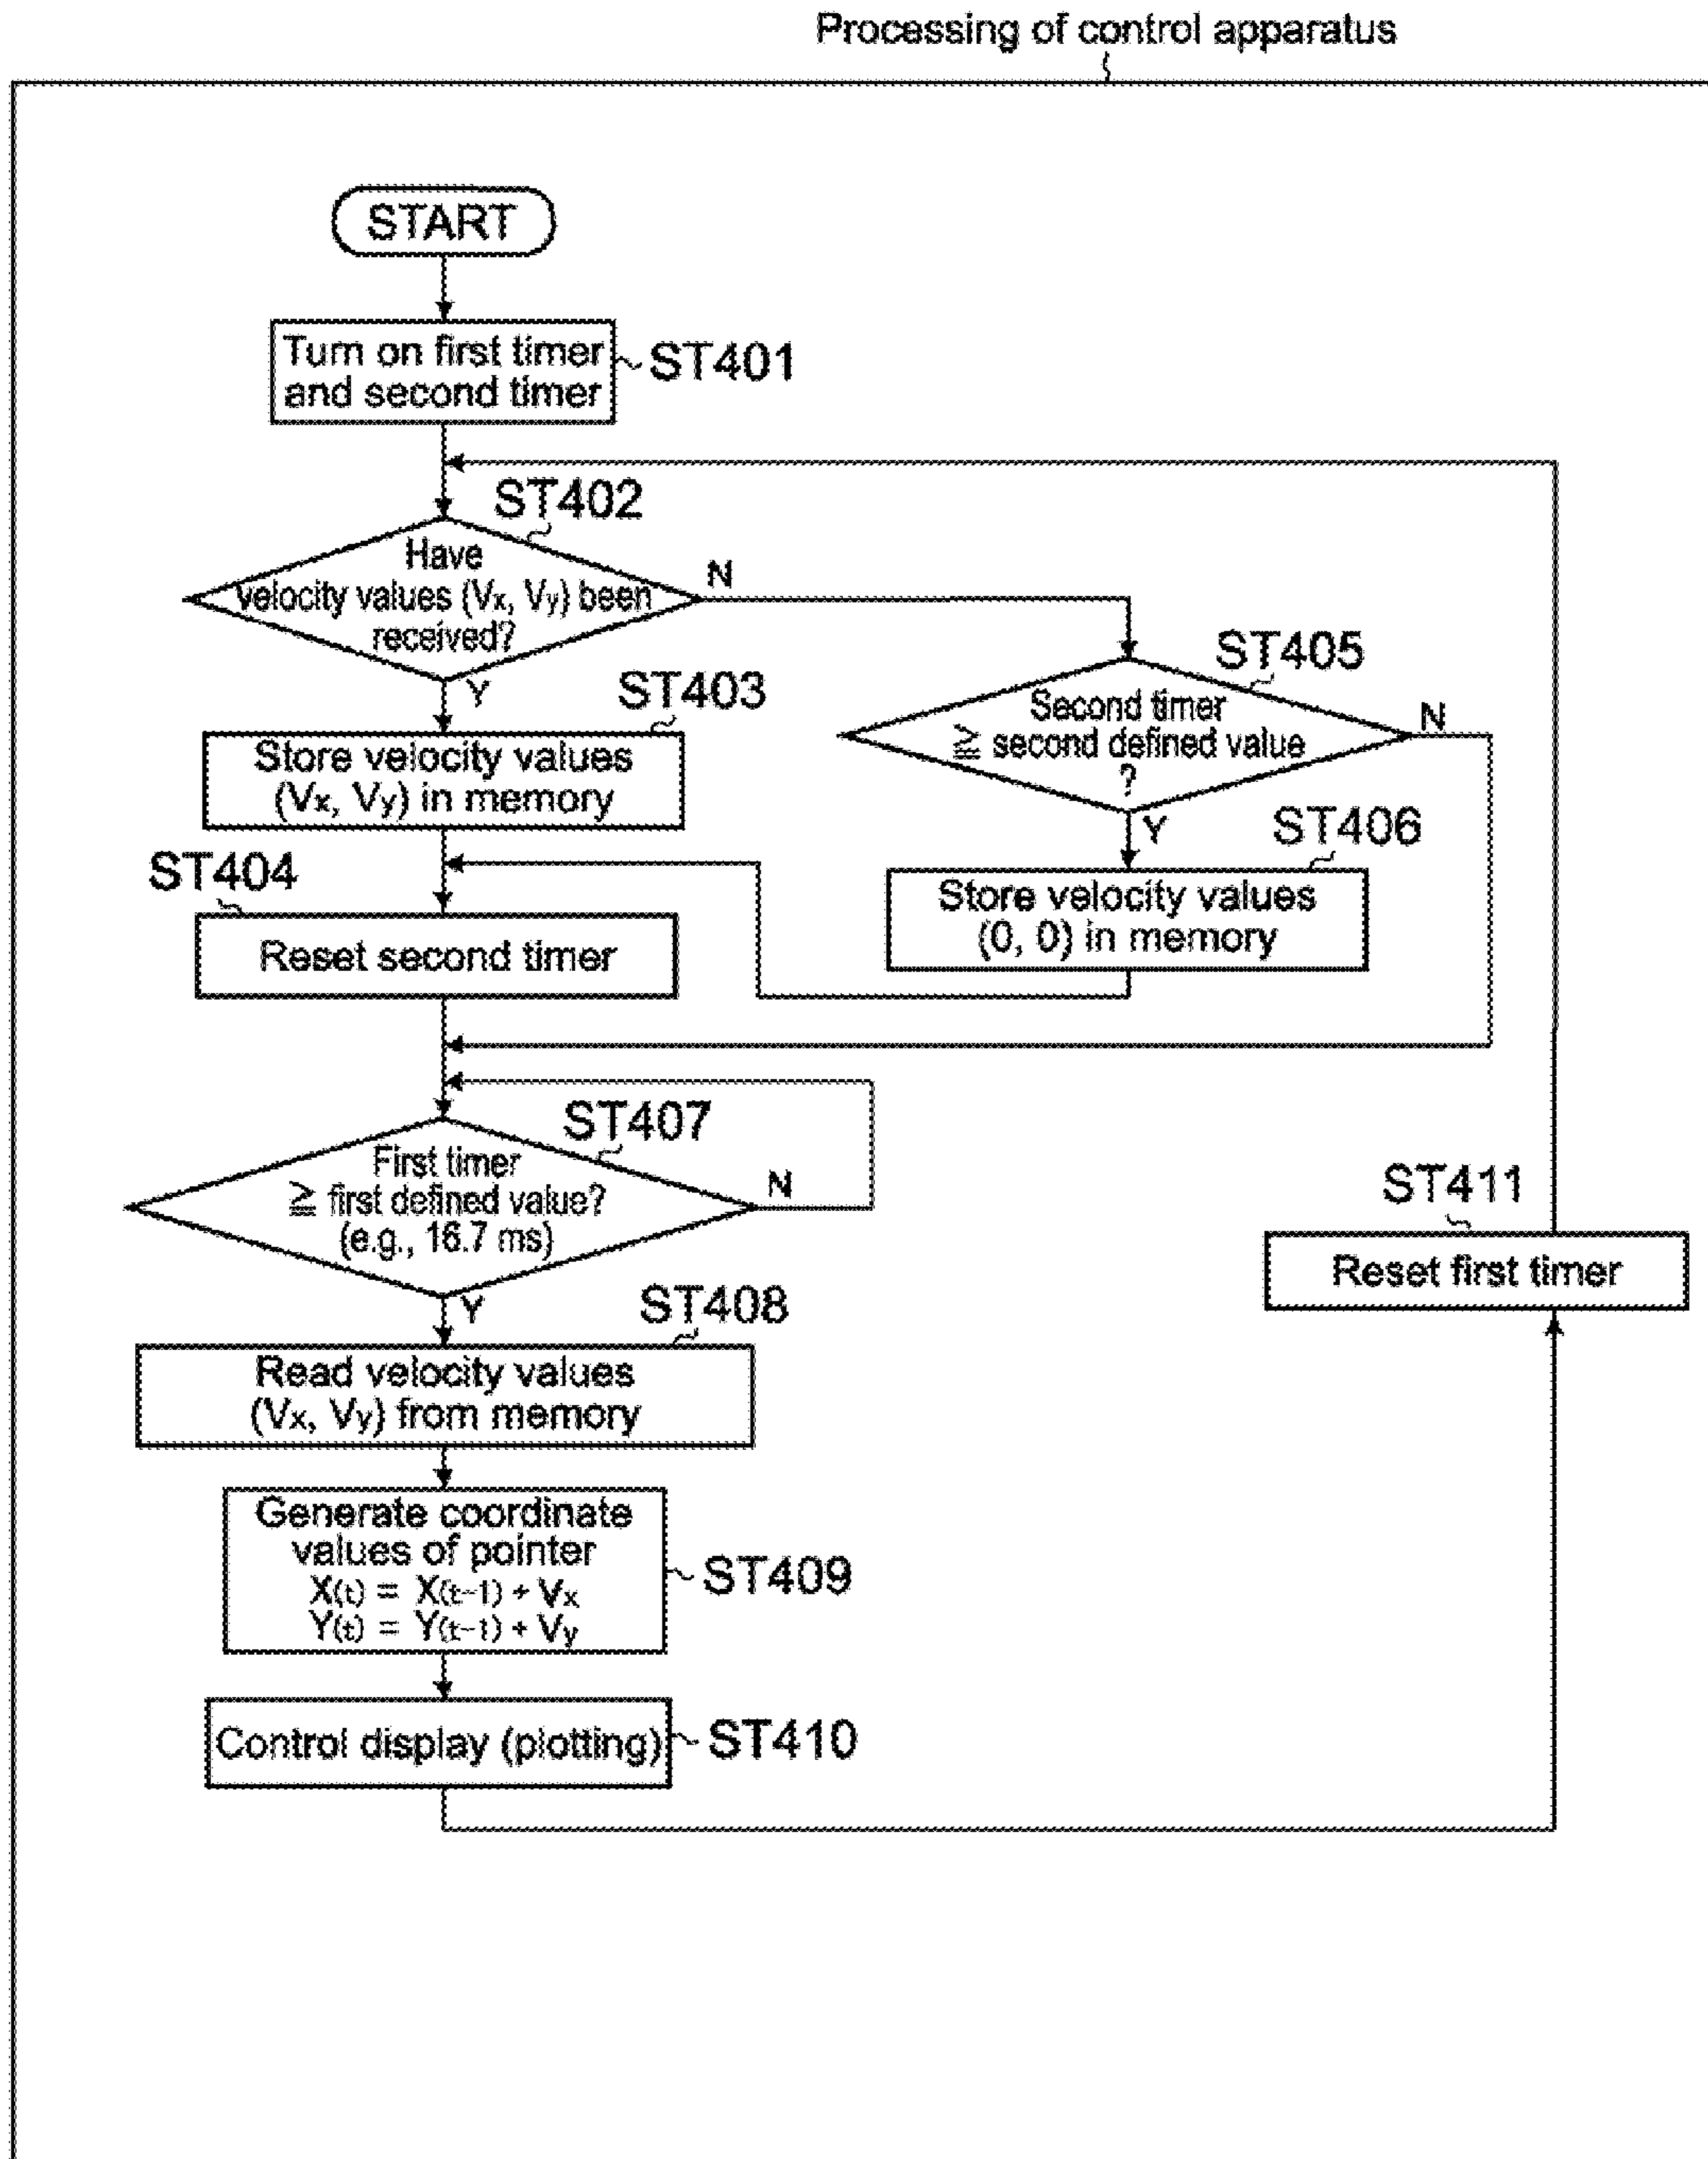 Processing of control apparatus
START
Turn on first timer
and second timer
ST401
ST402
Have
velocity values (Vx, Vy) been
received?
N
Y
ST403
Store velocity values
(Vx, Vy) in memory
ST404
Reset second timer
ST405
Second timer
≧ second defined value
?
N
Y
ST406
Store velocity values
(0, 0) in memory
ST407
First timer
≧ first defined value?
(e.g., 16.7 ms)
N
Y
ST408
Read velocity values
(Vx, Vy) from memory
Generate coordinate
values of pointer
X(t) = X(t-1) + Vx
Y(t) = Y(t-1) + Vy
ST409
Control display (plotting)
ST410
ST411
Reset first timer